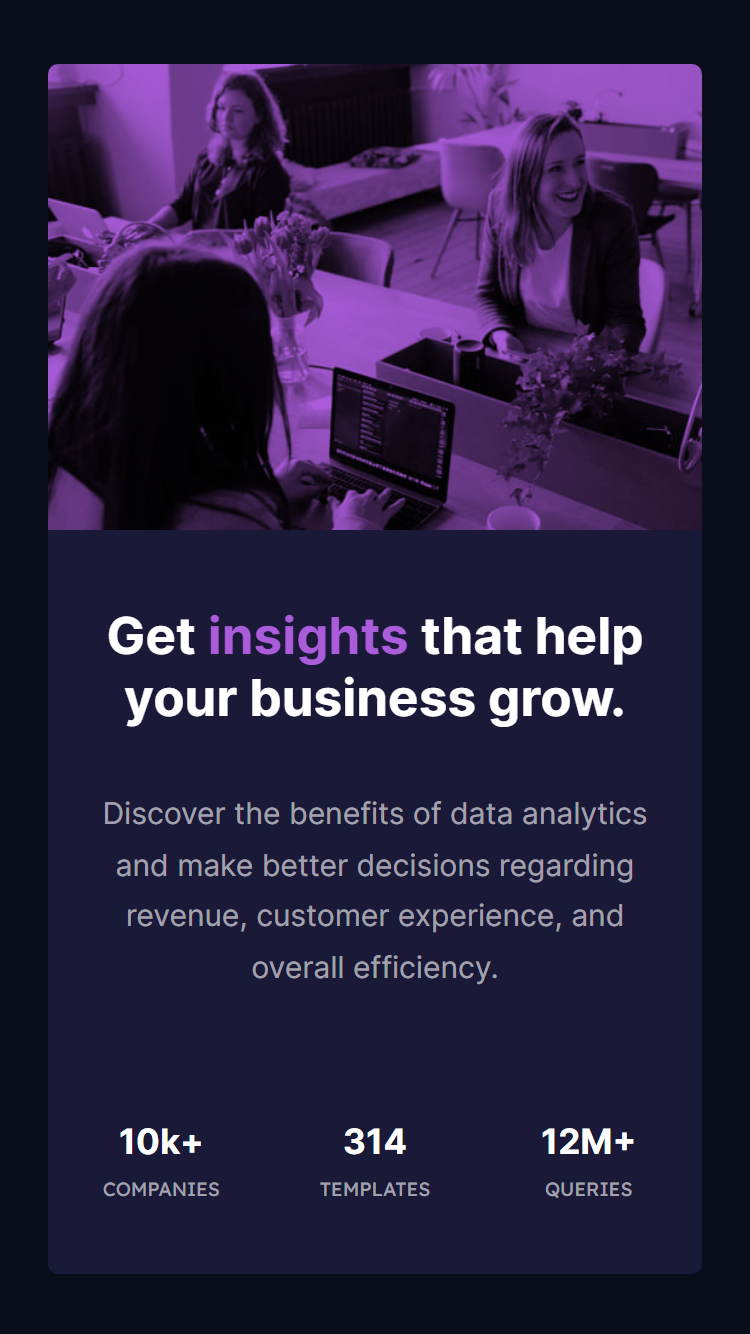 Get insights that help
your business grow.
Discover the benefits of data analytics
and make better decisions regarding
revenue, customer experience, and
overall efficiency.
10k+ 314 12M+
COMPANIES TEMPLATES QUERIES